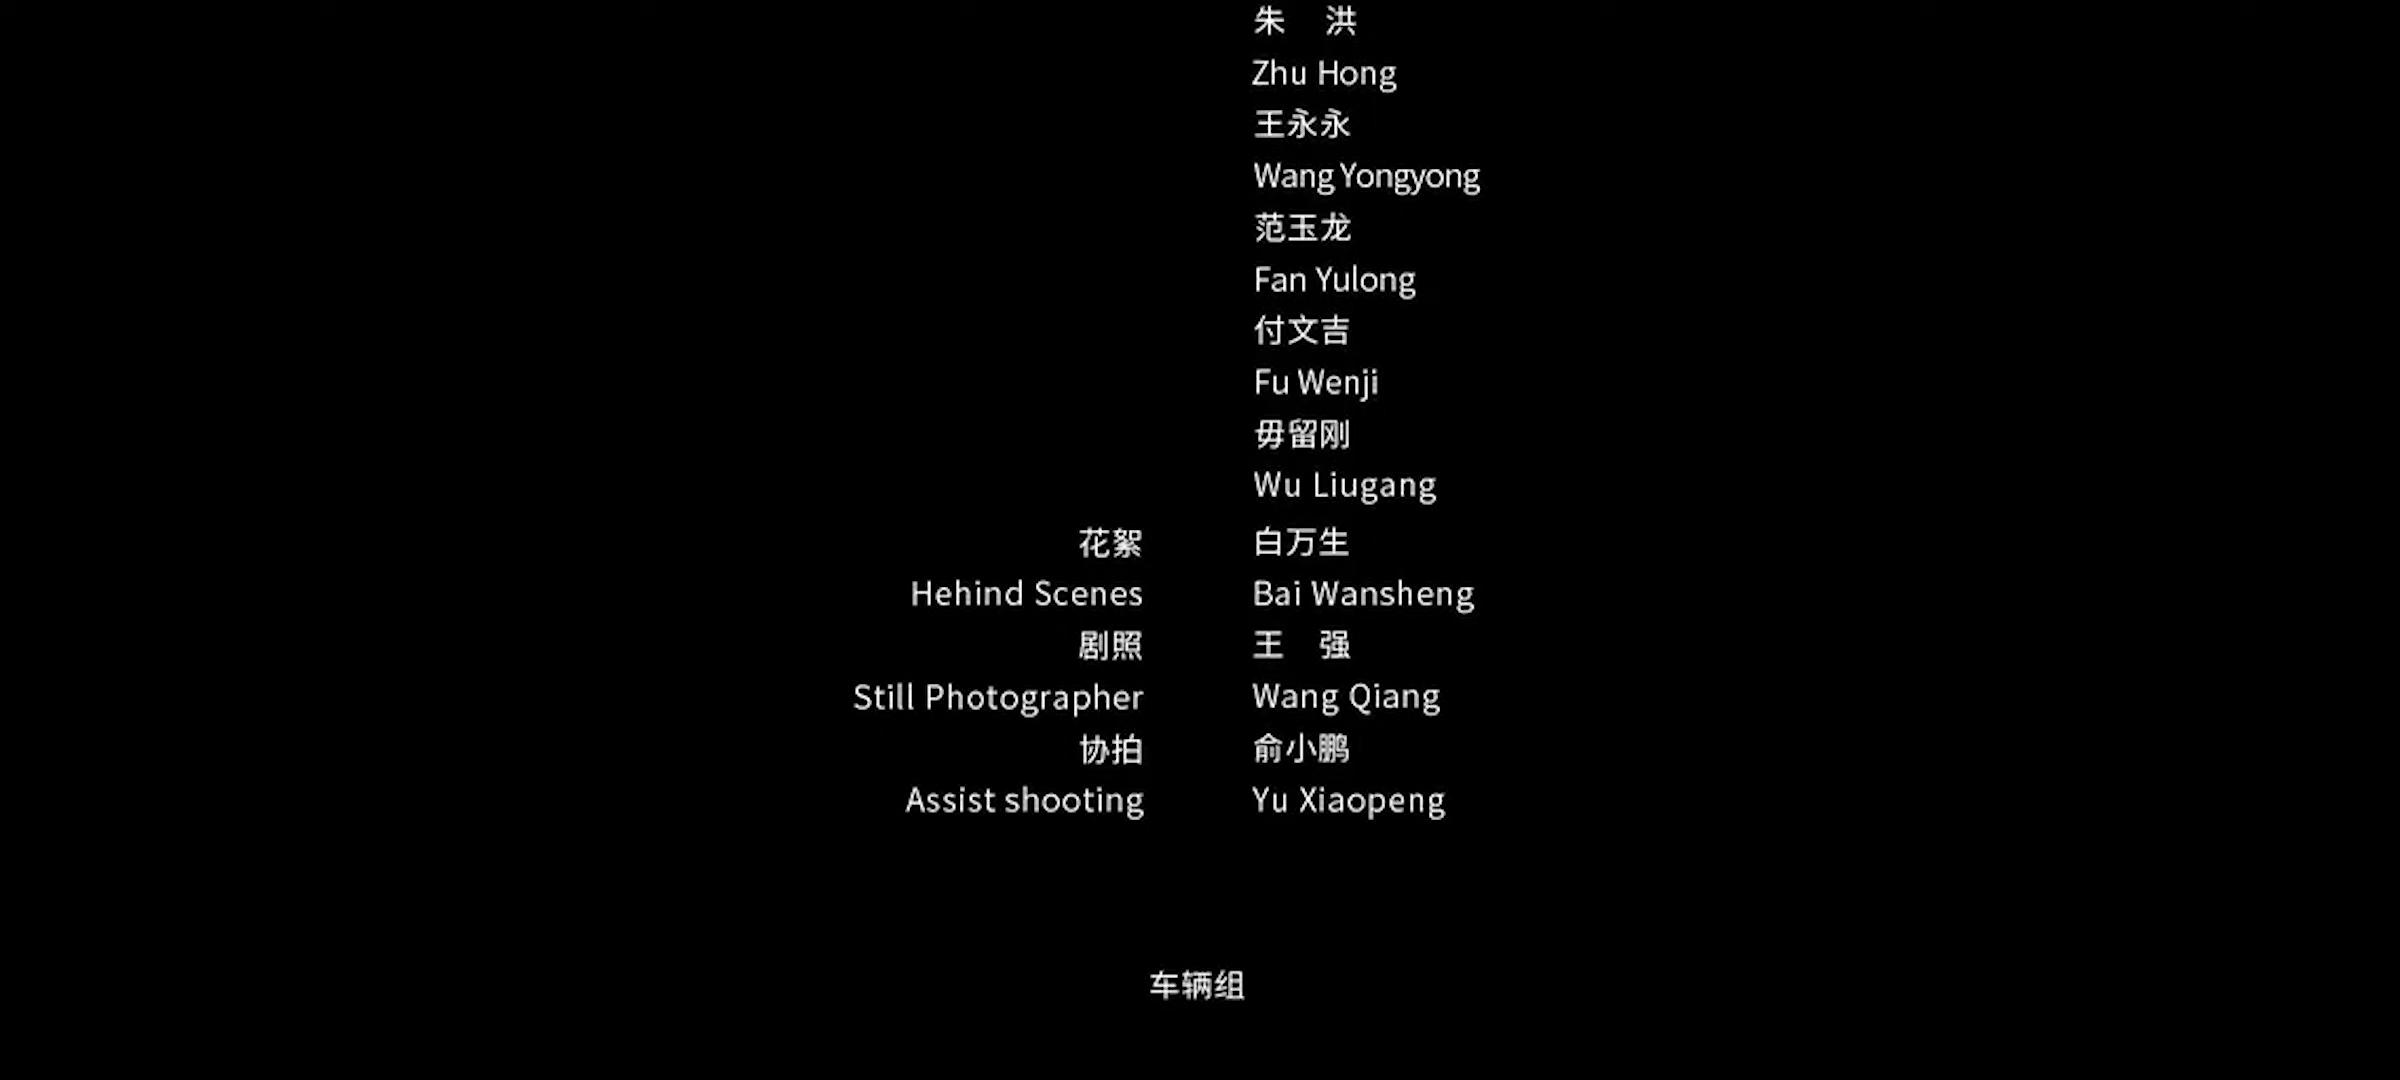 朱 洪
Zhu Hong
王永永
Wang Yongyong
范玉龙
Fan Yulong
付文吉
Fu Wenji
毋留刚
Wu Liugang
花絮 白万生
Hehind Scenes Bai Wansheng
剧照 王 强
Still Photographer Wang Qiang
协拍 俞小鹏
Assist shooting Yu Xiaopeng
车辆组